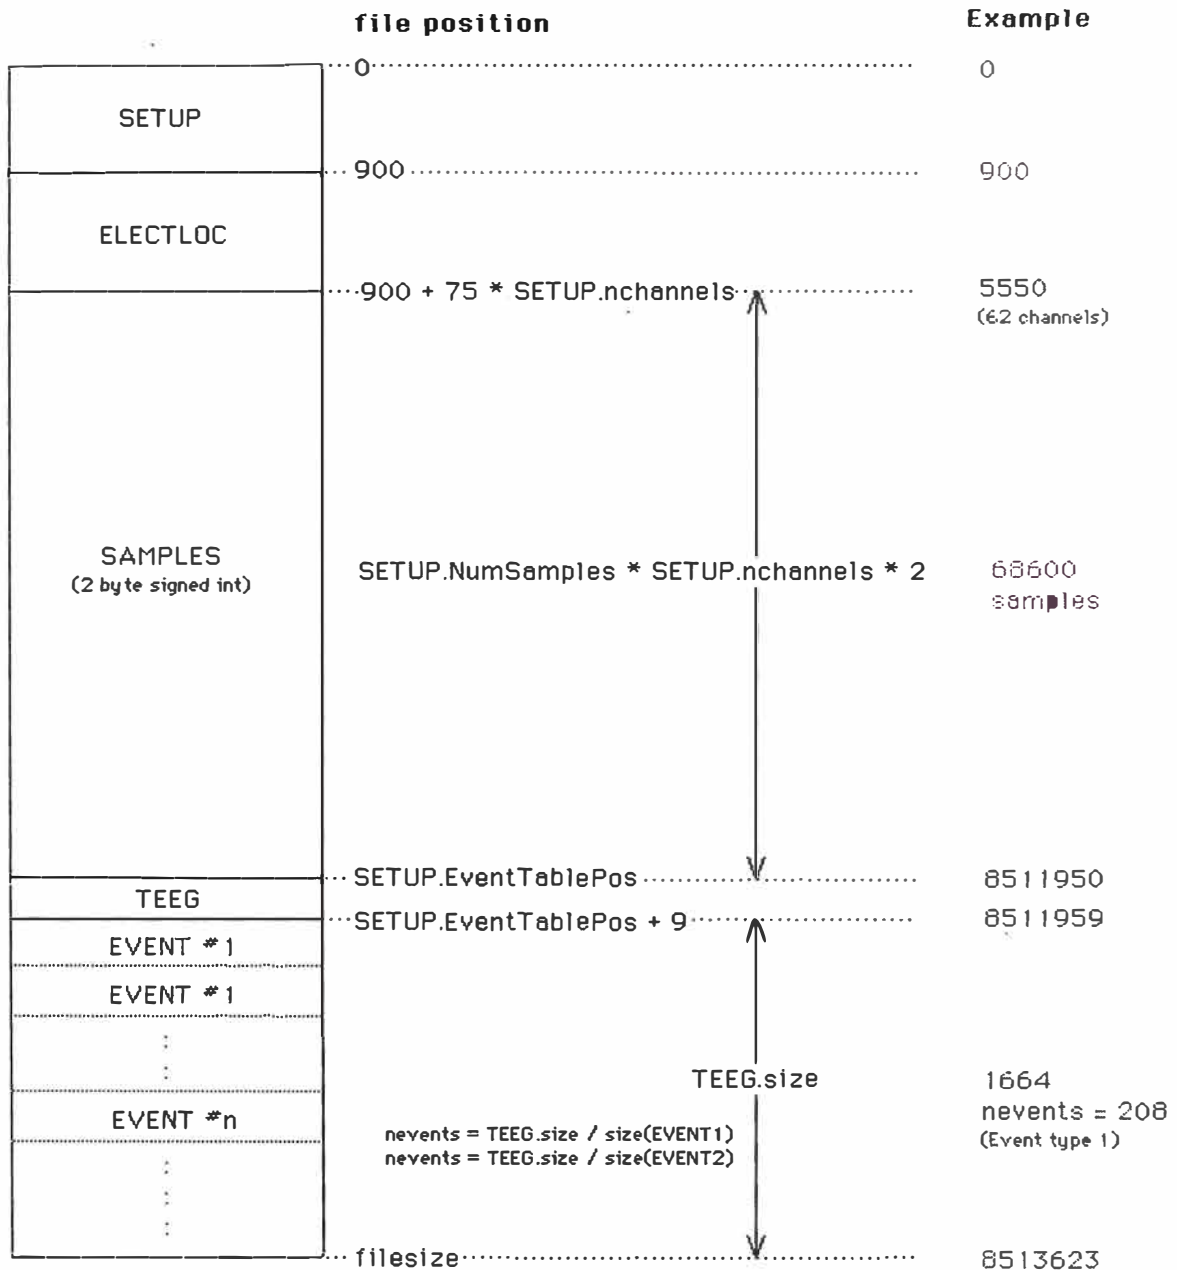 file position
Example
0
0
SETUP
900
900
ELECTLOC
900 + 75 * SETUP.nchannels
5550
(62 channels)
SAMPLES
(2 byte signed int)
SETUP.NumSamples * SETUP.nchannels * 2
68600
samples
SETUP.EventTablePos
8511950
TEEG
SETUP.EventTablePos + 9
8511959
EVENT #1
EVENT #1
TEEG.size
1664
EVENT #n
nevents = 208
(Event type 1)
nevents = TEEG.size / size(EVENT1)
nevents = TEEG.size / size(EVENT2)
filesize
8513623